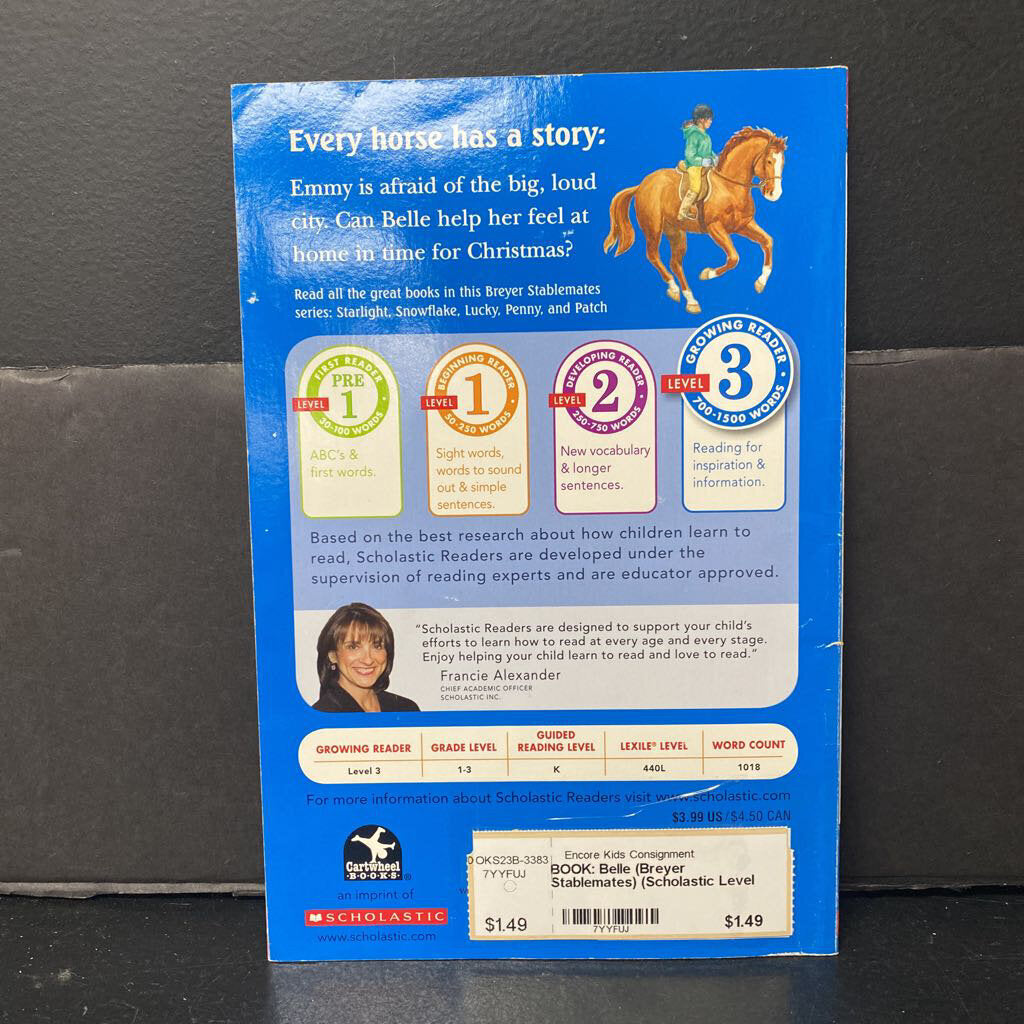 Every horse has a story:
Emmy is afraid of the big, loud
city. Can Belle help her feel at
home in time for Christmas?
Read all the great books in this Breyer Stablemates
series: Starlight, Snowflake, Lucky, Penny, and Patch
FIRST READER
LEVEL
PRE
1
50-100 WORDS
ABC's &
first words.
BEGINNING READER
LEVEL
1
50-250 WORDS
Sight words,
words to sound
out & simple
sentences.
DEVELOPING READER
LEVEL
2
250-750 WORDS
New vocabulary
& longer
sentences.
GROWING READER
LEVEL
3
700-1500 WORDS
Reading for
inspiration &
information.
Based on the best research about how children learn to
read, Scholastic Readers are developed under the
supervision of reading experts and are educator approved.
"Scholastic Readers are designed to support your child's
efforts to learn how to read at every age and every stage.
Enjoy helping your child learn to read and love to read."
Francie Alexander
CHIEF ACADEMIC OFFICER
SCHOLASTIC INC.
GROWING READER GRADE LEVEL GUIDED READING LEVEL LEXILE® LEVEL WORD COUNT
Level 3 1-3 K 440L 1018
For more information about Scholastic Readers visit www.scholastic.com
$3.99 US / $4.50 CAN
Cartwheel
·B·O·O·K·S· ®
an imprint of
SCHOLASTIC
www.scholastic.com
OKS23B-3383
7YYFUJ
$1.49
Encore Kids Consignment
BOOK: Belle (Breyer
Stablemates) (Scholastic Level
7YYFUJ
$1.49